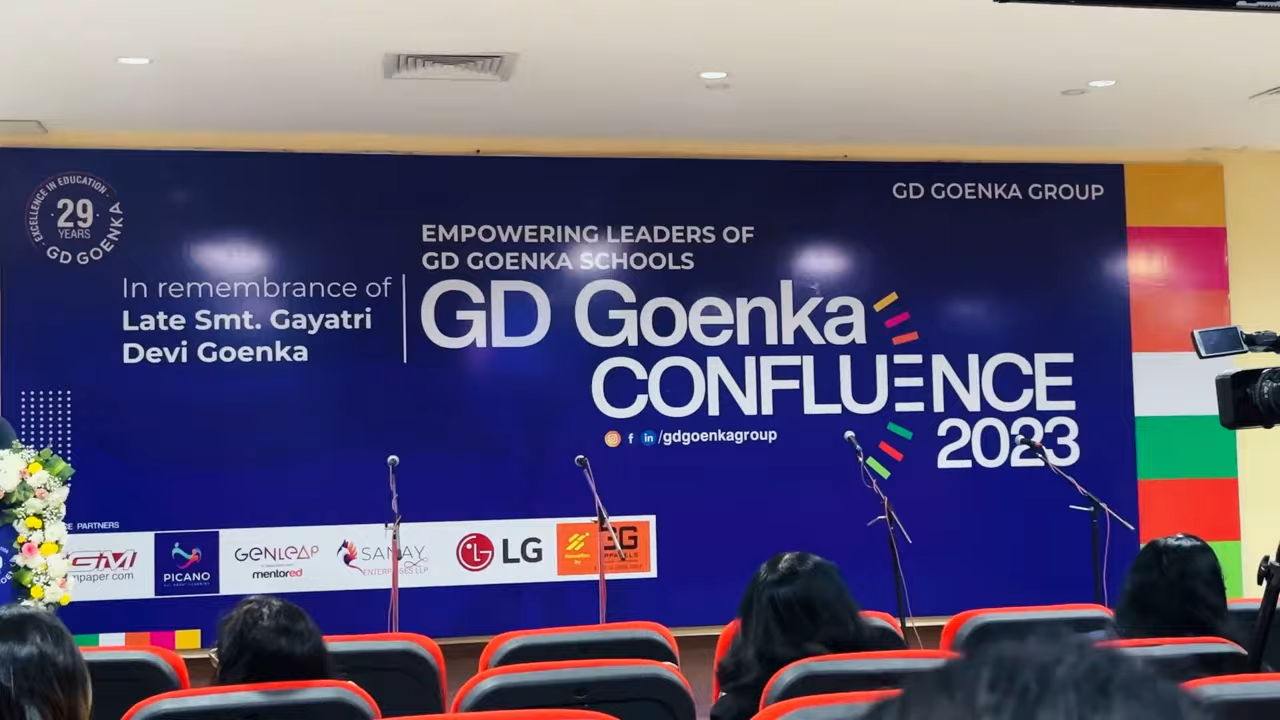 EXCELLENCE IN EDUCATION
29
YEARS
GD GOENKA
GD GOENKA GROUP
EMPOWERING LEADERS OF
GD GOENKA SCHOOLS
In remembrance of
Late Smt. Gayatri
Devi Goenka
GD Goenka
CONFLUENCE
2023
/gdgoenkagroup
PARTNERS
GM
mpaper.com
PICANO
GENLEAP
mentored
SANAY
ENTERPRISES LLP
LG
GG